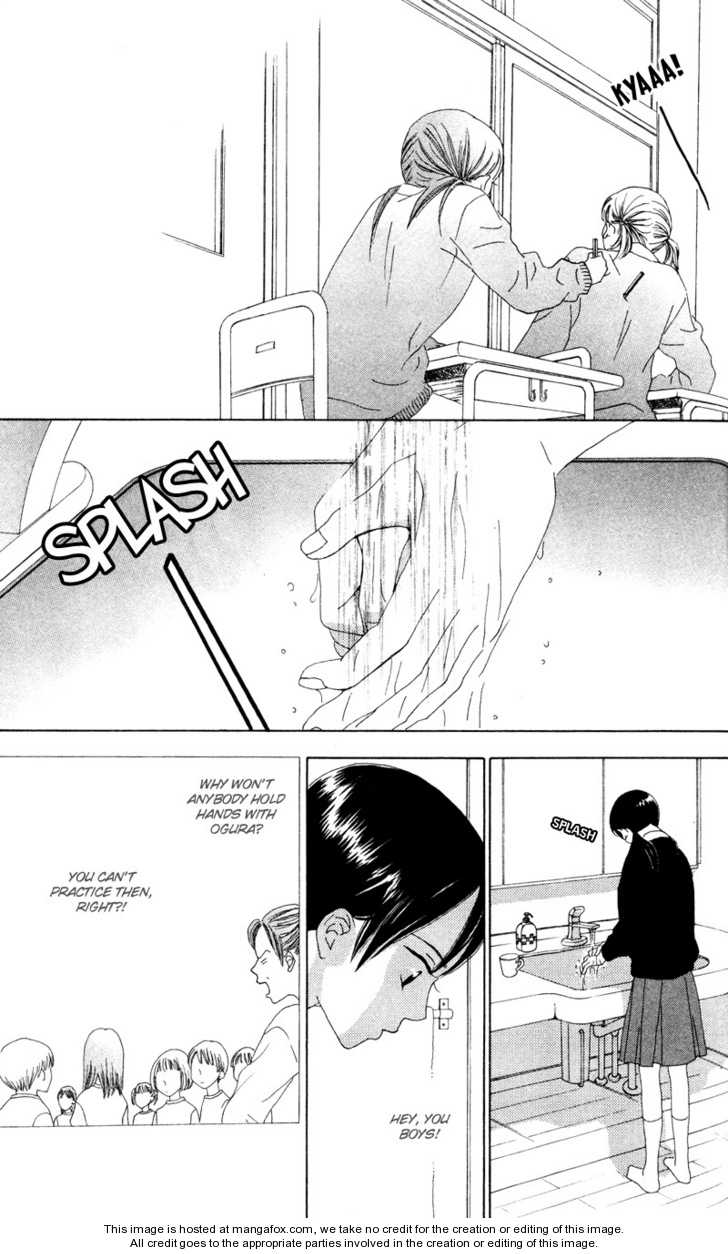 KYAAA!
SPLASH
SPLASH
HEY, YOU
BOYS!
WHY WON'T
ANYBODY HOLD
HANDS WITH
OGURA?
YOU CAN'T
PRACTICE THEN,
RIGHT?!
This image is hosted at mangafox.com, we take no credit for the creation or editing of this image.
All credit goes to the appropriate parties involved in the creation or editing of this image.